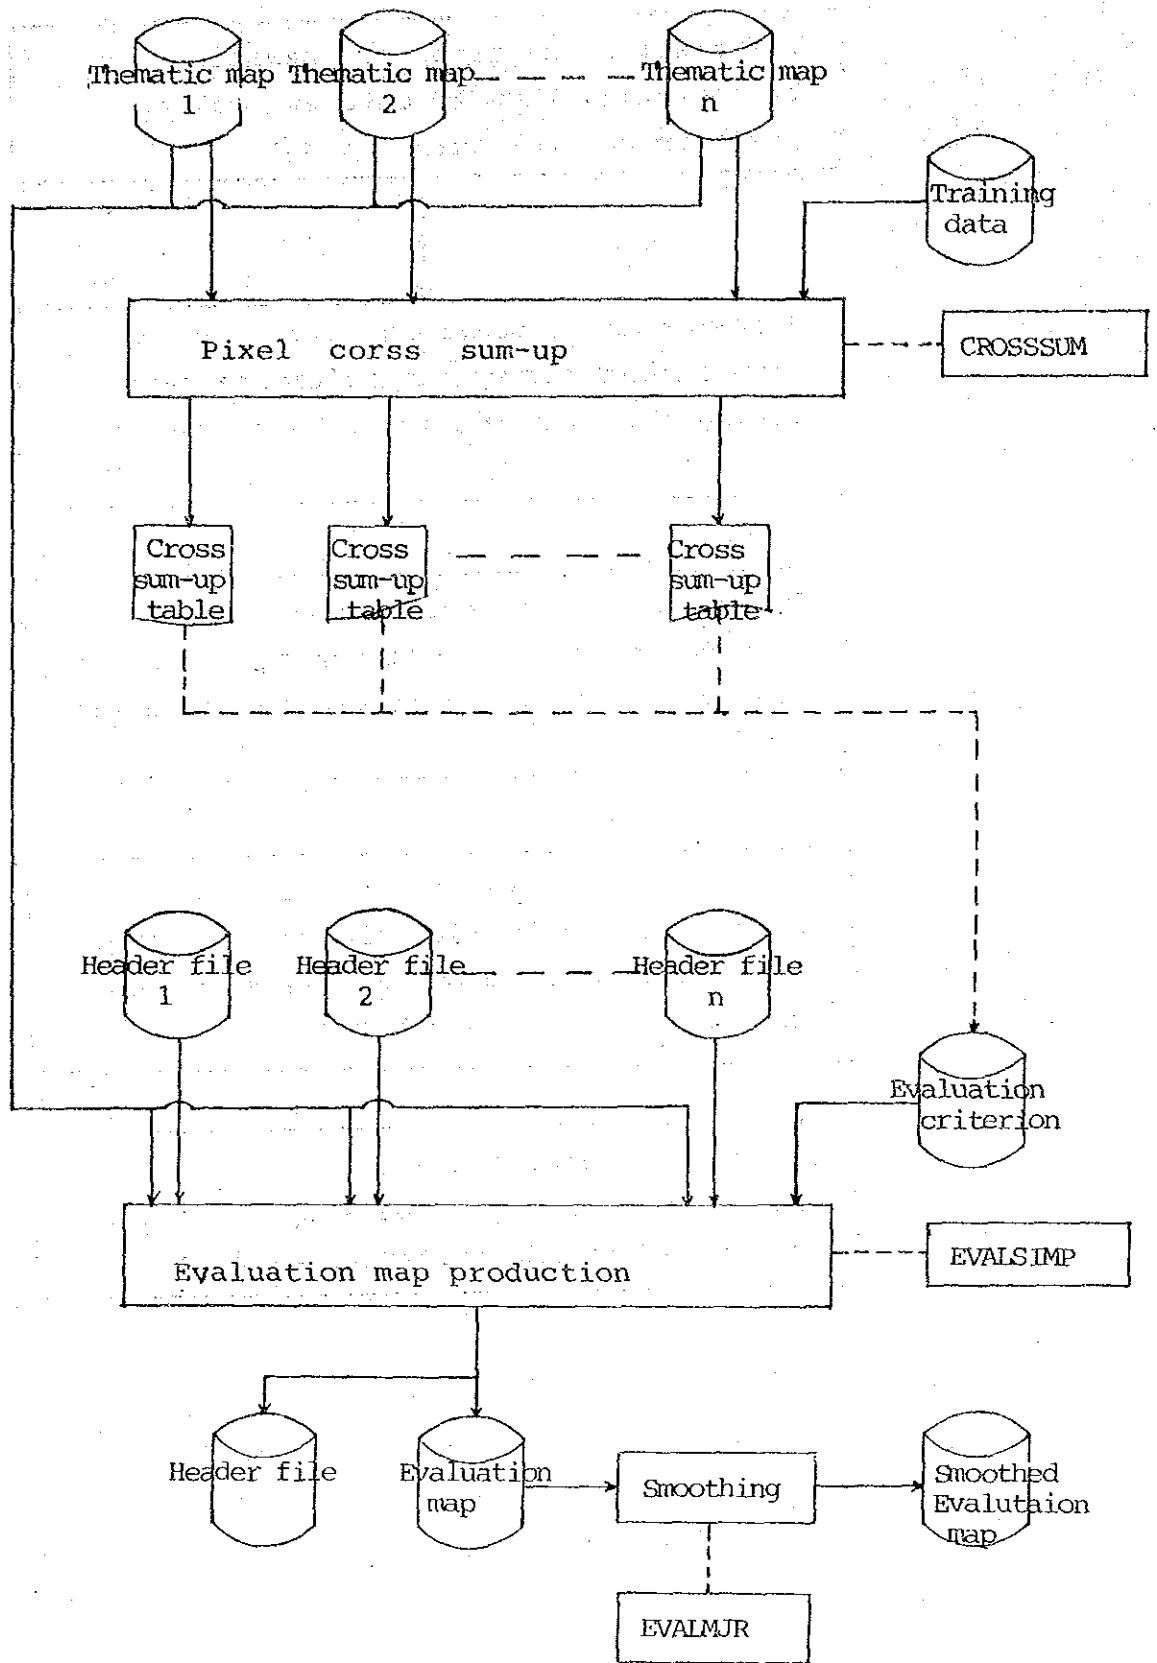 Thematic map Thematic map Thematic map
1 2 n
Training
data
Pixel corss sum-up
CROSSSUM
Cross Cross Cross
sum-up sum-up sum-up
table table table
Header file Header file Header file
1 2 n
Evaluation
criterion
Evaluation map production
EVALSIMP
Header file
Evaluation
map
Smoothing
Smoothed
Evalutaion
map
EVALMJR